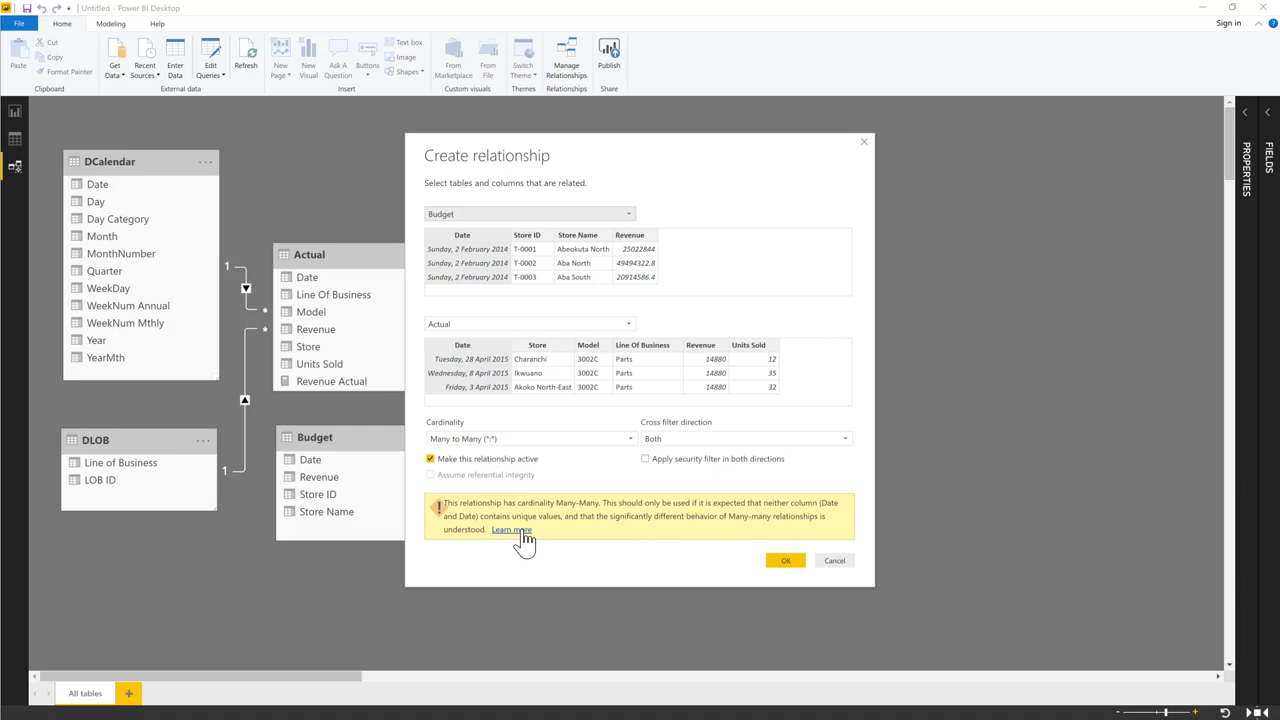 Untitled - Power BI Desktop
File
Home
Modeling
Help
Sign in
Paste
Cut
Copy
Format Painter
Clipboard
Get
Data
Recent
Sources
Enter
Data
Edit
Queries
Refresh
External data
New
Page
New
Visual
Ask A
Question
Buttons
Text box
Image
Shapes
Insert
From
Marketplace
From
File
Custom visuals
Switch
Theme
Themes
Manage
Relationships
Relationships
Publish
Share
DCalendar
Date
Day
Day Category
Month
MonthNumber
Quarter
WeekDay
WeekNum Annual
WeekNum Mthly
Year
YearMth
1
*
*
1
Actual
Date
Line Of Business
Model
Revenue
Store
Units Sold
Revenue Actual
DLOB
Line of Business
LOB ID
Budget
Date
Revenue
Store ID
Store Name
Create relationship
Select tables and columns that are related.
Budget
Date Store ID Store Name Revenue
Sunday, 2 February 2014 T-0001 Abeokuta North 25022844
Sunday, 2 February 2014 T-0002 Aba North 49494322.8
Sunday, 2 February 2014 T-0003 Aba South 20914586.4
Actual
Date Store Model Line Of Business Revenue Units Sold
Tuesday, 28 April 2015 Charanchi 3002C Parts 14880 12
Wednesday, 8 April 2015 Ikwuano 3002C Parts 14880 35
Friday, 3 April 2015 Akoko North-East 3002C Parts 14880 32
Cardinality
Many to Many (*:*)
Cross filter direction
Both
Make this relationship active
Apply security filter in both directions
Assume referential integrity
This relationship has cardinality Many-Many. This should only be used if it is expected that neither column (Date
and Date) contains unique values, and that the significantly different behavior of Many-many relationships is
understood. Learn more
OK
Cancel
PROPERTIES
FIELDS
All tables